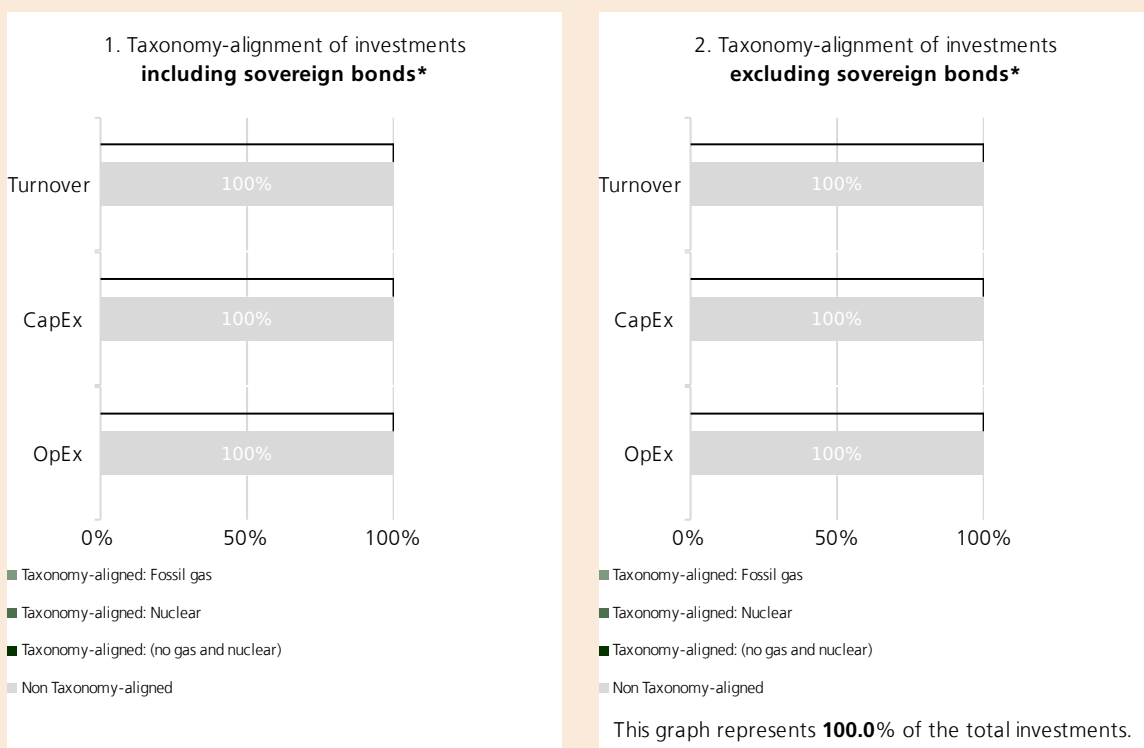 1. Taxonomy-alignment of investments
including sovereign bonds*
Turnover
100%
CapEx
100%
OpEx
100%
0% 50% 100%
Taxonomy-aligned: Fossil gas
Taxonomy-aligned: Nuclear
Taxonomy-aligned: (no gas and nuclear)
Non Taxonomy-aligned
2. Taxonomy-alignment of investments
excluding sovereign bonds*
Turnover
100%
CapEx
100%
OpEx
100%
0% 50% 100%
Taxonomy-aligned: Fossil gas
Taxonomy-aligned: Nuclear
Taxonomy-aligned: (no gas and nuclear)
Non Taxonomy-aligned
This graph represents 100.0% of the total investments.